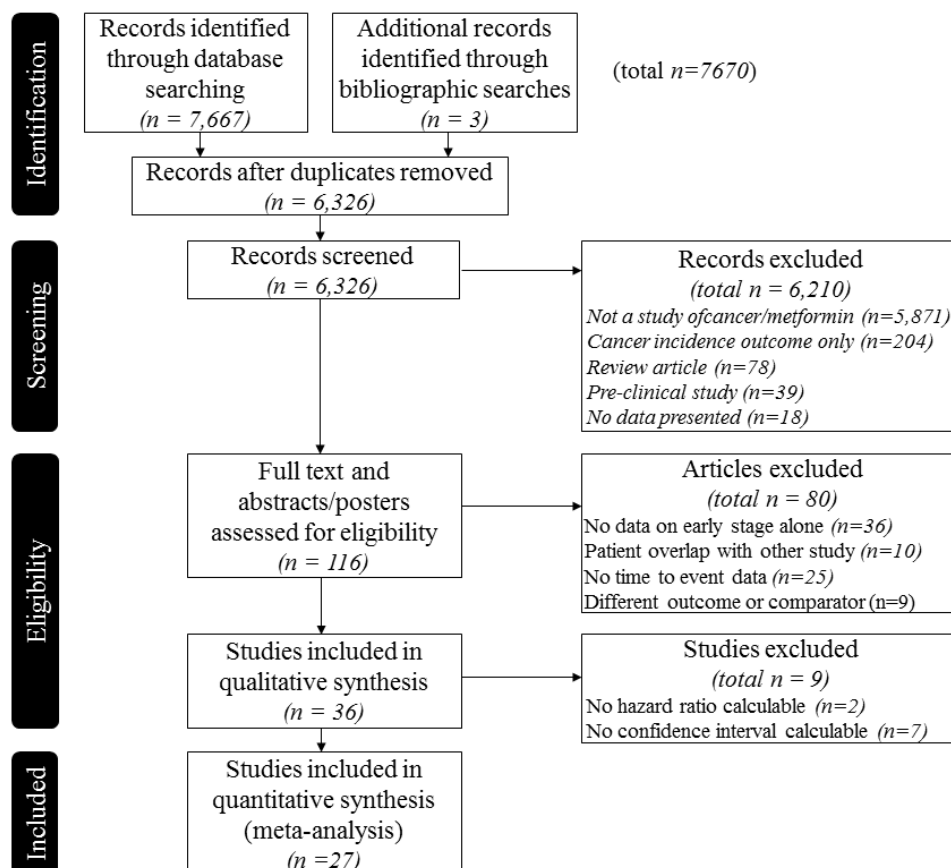 Identification
Records identified
through database
searching
(n = 7,667)
Additional records
identified through
bibliographic searches
(n = 3)
(total n=7670)
Records after duplicates removed
(n = 6,326)
Screening
Records screened
(n = 6,326)
Records excluded
(total n = 6,210)
Not a study ofcancer/metformin (n=5,871)
Cancer incidence outcome only (n=204)
Review article (n=78)
Pre-clinical study (n=39)
No data presented (n=18)
Eligibility
Full text and
abstracts/posters
assessed for eligibility
(n = 116)
Articles excluded
(total n = 80)
No data on early stage alone (n=36)
Patient overlap with other study (n=10)
No time to event data (n=25)
Different outcome or comparator (n=9)
Studies included in
qualitative synthesis
(n = 36)
Studies excluded
(total n = 9)
No hazard ratio calculable (n=2)
No confidence interval calculable (n=7)
Included
Studies included in
quantitative synthesis
(meta-analysis)
(n =27)